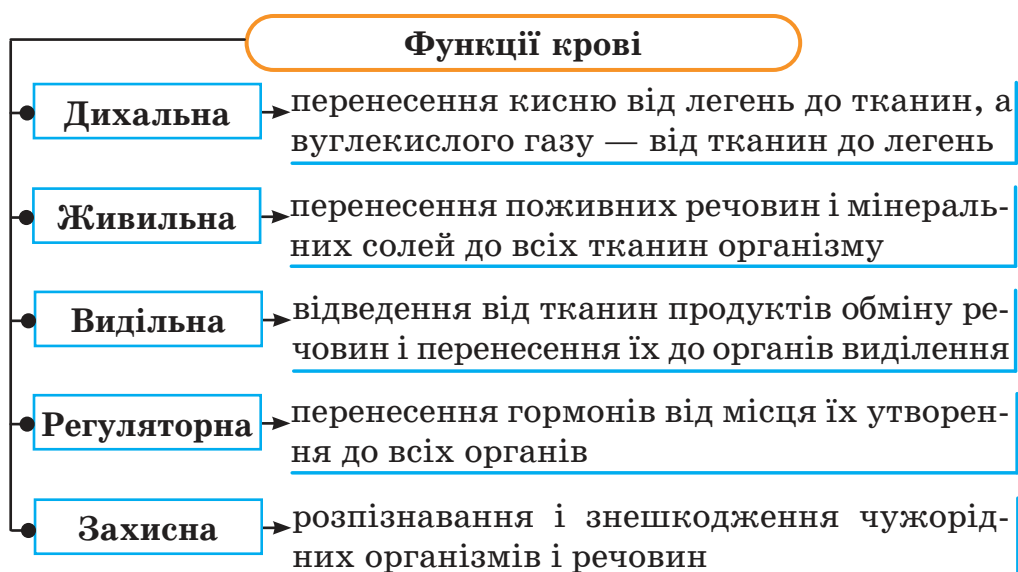 Функції крові
Дихальна
перенесення кисню від легень до тканин, а
вуглекислого газу — від тканин до легень
Живильна
перенесення поживних речовин і мінераль-
них солей до всіх тканин організму
Видільна
відведення від тканин продуктів обміну ре-
човин і перенесення їх до органів виділення
Регуляторна
перенесення гормонів від місця їх утворен-
ня до всіх органів
Захисна
розпізнавання і знешкодження чужорід-
них організмів і речовин